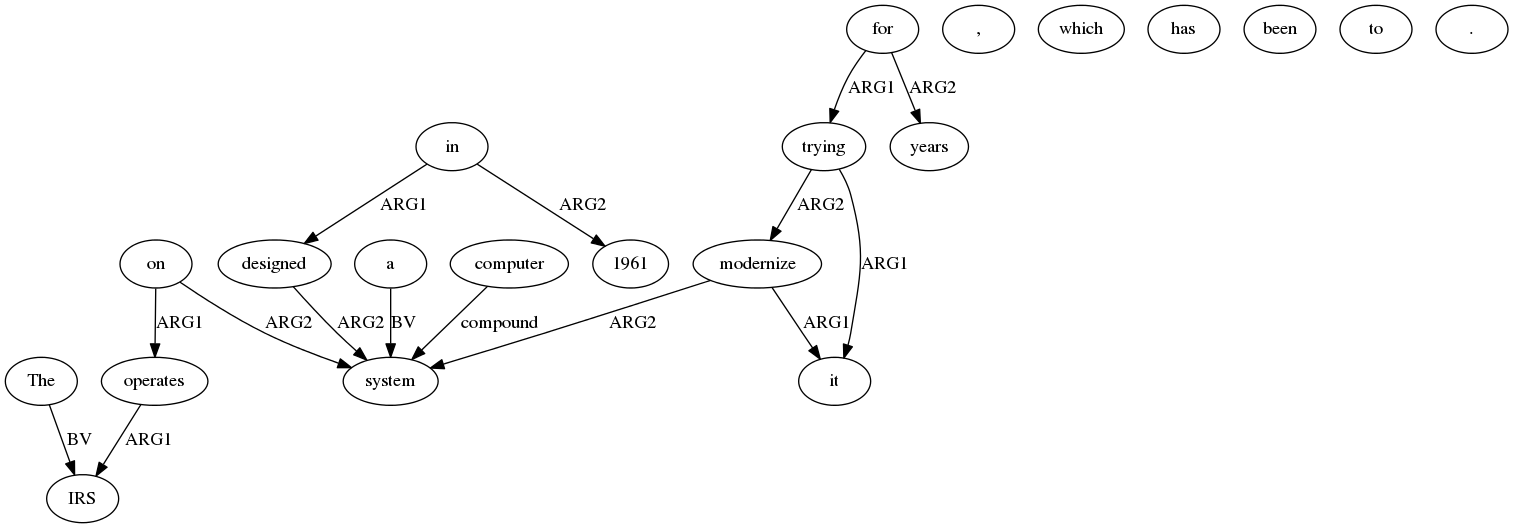 for , which has been to .
ARG1 ARG2
in trying years
ARG1 ARG2 ARG2
on designed a computer 1961 modernize ARG1
ARG1 ARG2 ARG2 BV compound ARG2 ARG1
The operates system it
BV ARG1
IRS